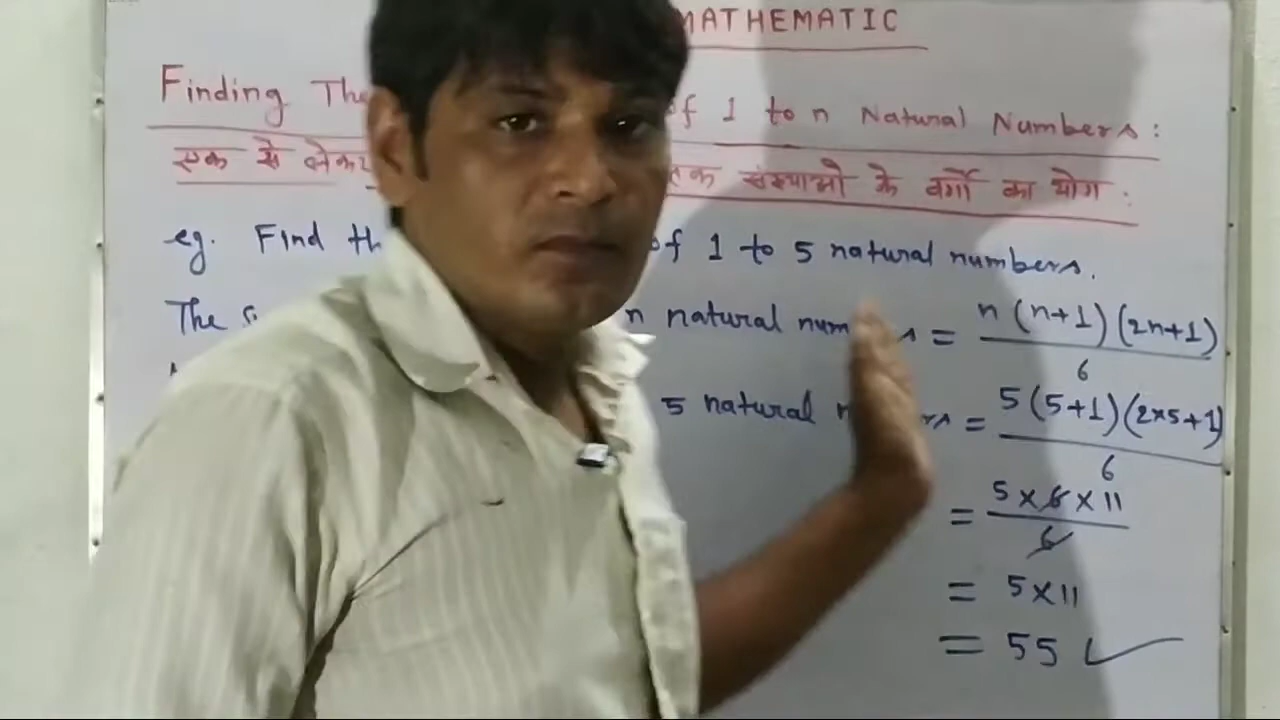 MATHEMATIC
Finding The of 1 to n Natural Numbers:
एक से लेकर एक संख्याओ के वर्गो का योग.
eg. Find th of 1 to 5 natural numbers.
The s n natural num s = n(n+1)(2n+1)
6
5 natural n rs = 5(5+1)(2×5+1)
6
= 5×6×11
6
= 5×11
= 55 ✓